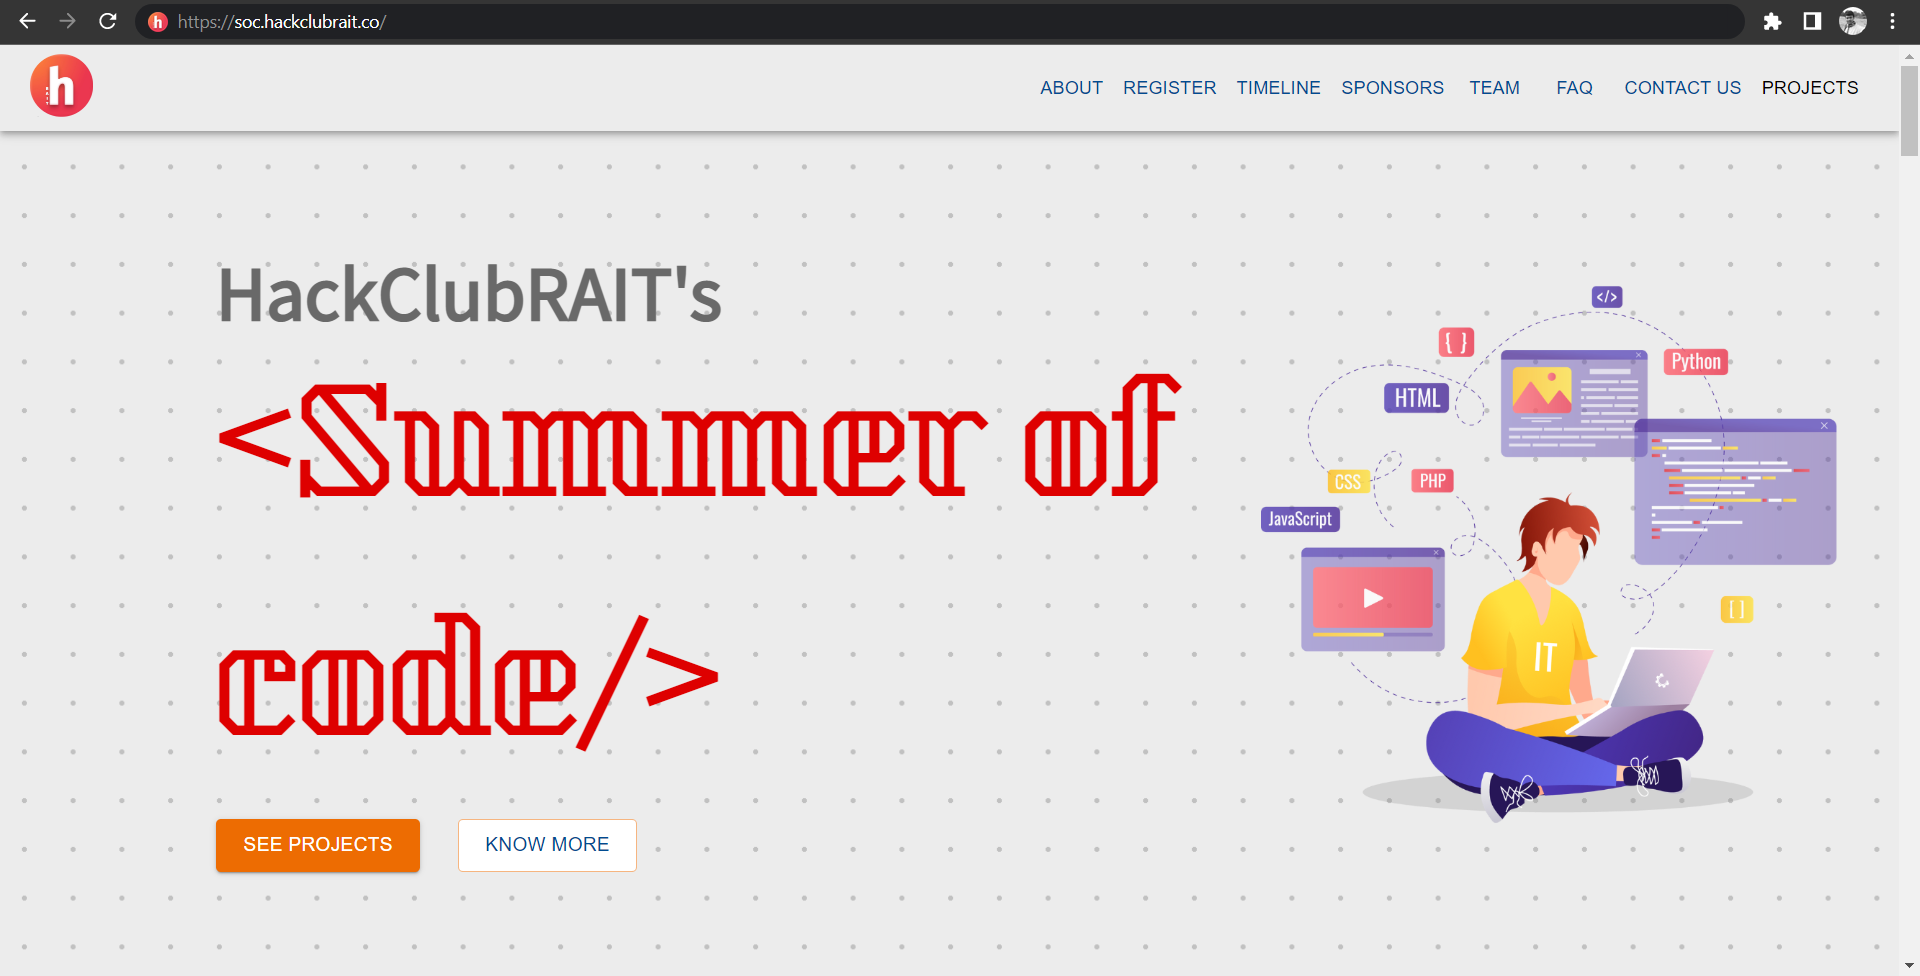 https://soc.hackclubrait.co/
h
ABOUT REGISTER TIMELINE SPONSORS TEAM FAQ CONTACT US PROJECTS
HackClubRAIT's
<Summer of
code/>
SEE PROJECTS
KNOW MORE
</>
{ }
Python
HTML
CSS
PHP
JavaScript
[ ]
IT